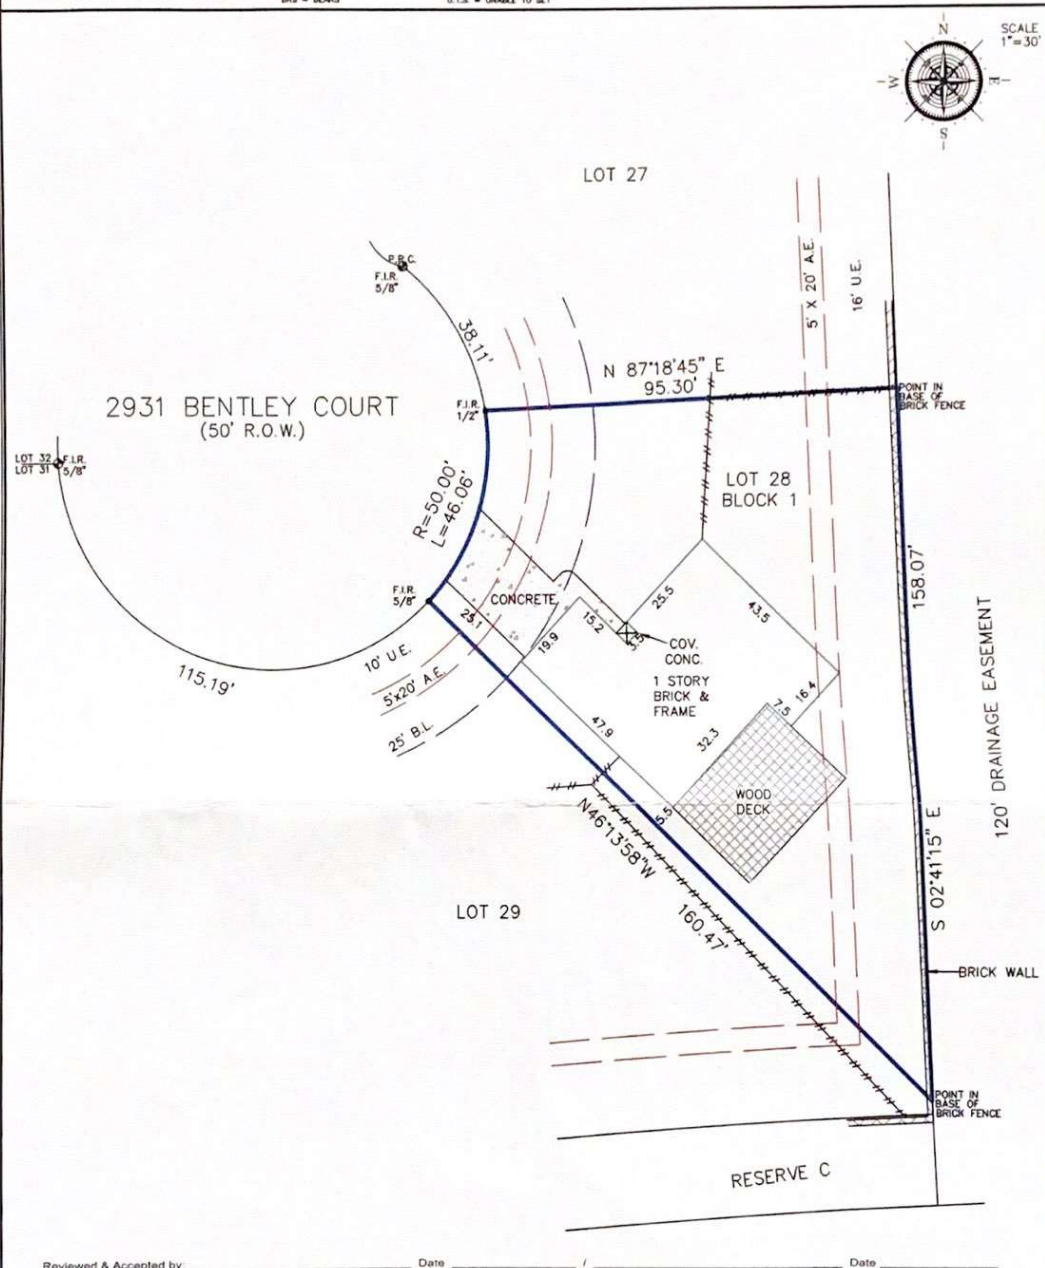 BRG = BEARS
U.T.S. = UNABLE TO SET
N
SCALE
1"=30'
W
E
S
LOT 27
P.R.C.
F.I.R.
5/8"
38.11'
5' X 20' A.E.
16' U.E.
N 87°18'45" E
95.30'
POINT IN
BASE OF
BRICK FENCE
2931 BENTLEY COURT
(50' R.O.W.)
F.I.R.
1/2"
LOT 32
LOT 31
F.I.R.
5/8"
R=50.00'
L=46.06'
LOT 28
BLOCK 1
158.07'
F.I.R.
5/8"
CONCRETE
25.1
19.9
15.2
25.5
43.5
COV.
CONC.
1 STORY
BRICK &
FRAME
10' U.E.
5'x20' A.E.
25' B.L.
115.19'
47.9
32.3
7.5
16.4
WOOD
DECK
5.5
120' DRAINAGE EASEMENT
N46°13'58"W
160.47'
S 02°41'15" E
LOT 29
BRICK WALL
POINT IN
BASE OF
BRICK FENCE
RESERVE C
Reviewed & Accepted by: Date / Date